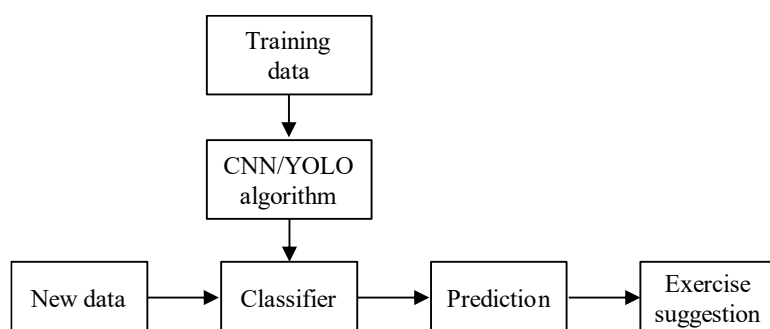 Training
data
CNN/YOLO
algorithm
New data
Classifier
Prediction
Exercise
suggestion